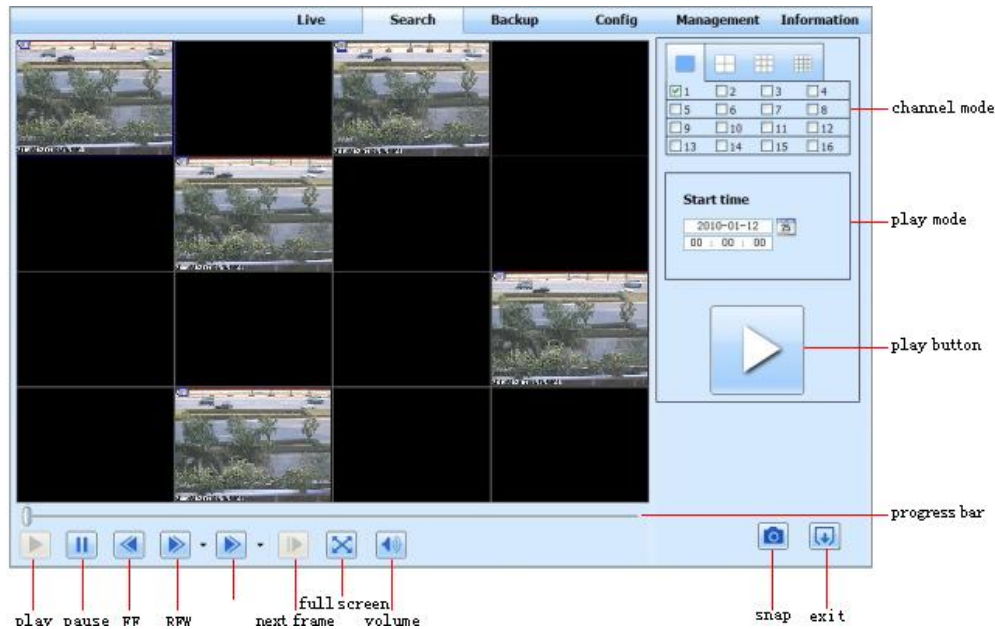 Live Search Backup Config Management Information
1 2 3 4
5 6 7 8
9 10 11 12
13 14 15 16
channel mode
Start time
2010-01-12
00 : 00 : 00
play mode
play button
progress bar
play pause FF RFW next frame full screen volume snap exit